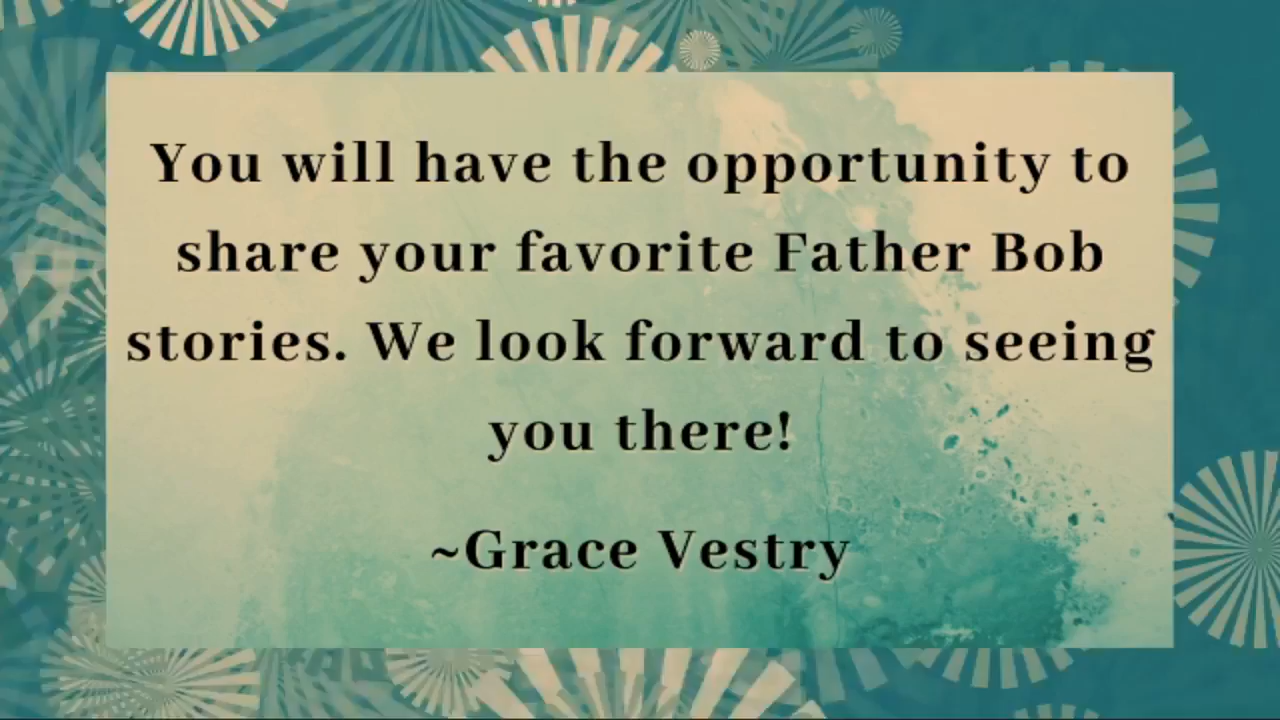 You will have the opportunity to
share your favorite Father Bob
stories. We look forward to seeing
you there!
~Grace Vestry